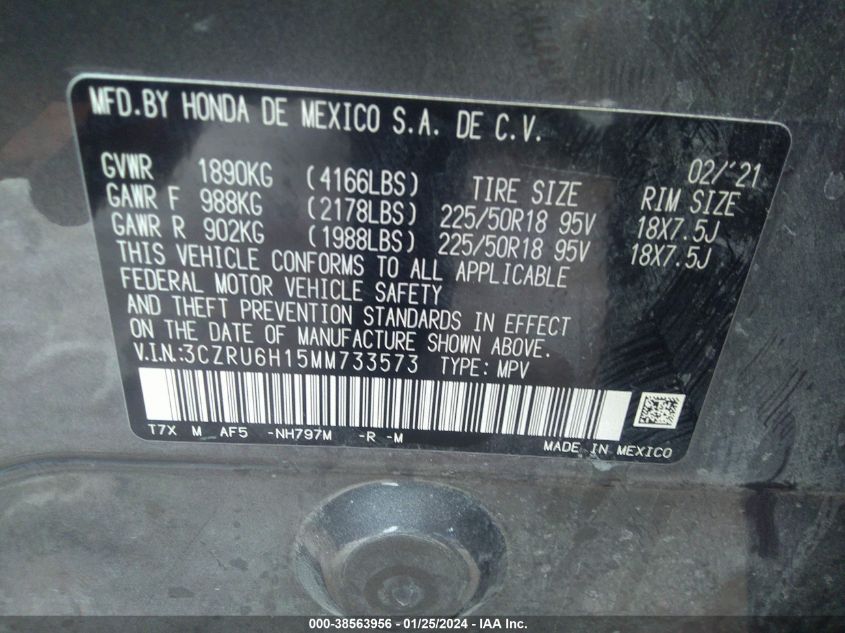 MFD.BY HONDA DE MEXICO S.A. DE C.V.
02/'21
GVWR 1890KG (4166LBS) TIRE SIZE RIM SIZE
GAWR F 988KG (2178LBS) 225/50R18 95V 18X7.5J
GAWR R 902KG (1988LBS) 225/50R18 95V 18X7.5J
THIS VEHICLE CONFORMS TO ALL APPLICABLE
FEDERAL MOTOR VEHICLE SAFETY
AND THEFT PREVENTION STANDARDS IN EFFECT
ON THE DATE OF MANUFACTURE SHOWN ABOVE.
V.I.N.:3CZRU6H15MM733573 TYPE: MPV
T7X M AF5 -NH797M -R -M
MADE IN MEXICO
000-38563956 - 01/25/2024 - IAA Inc.